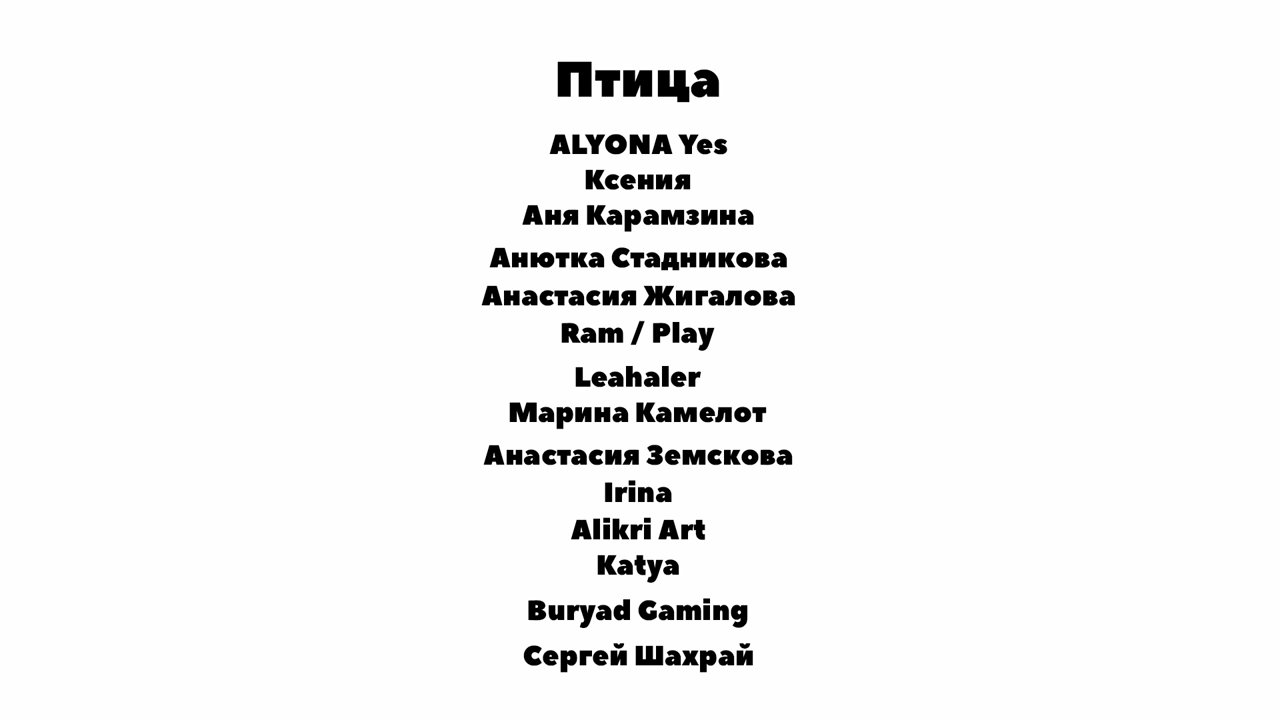 Птица
ALYONA Yes
Ксения
Аня Карамзина
Анютка Стадникова
Анастасия Жигалова
Ram / Play
Leahaler
Марина Камелот
Анастасия Земскова
Irina
Alikri Art
Katya
Buryad Gaming
Сергей Шахрай